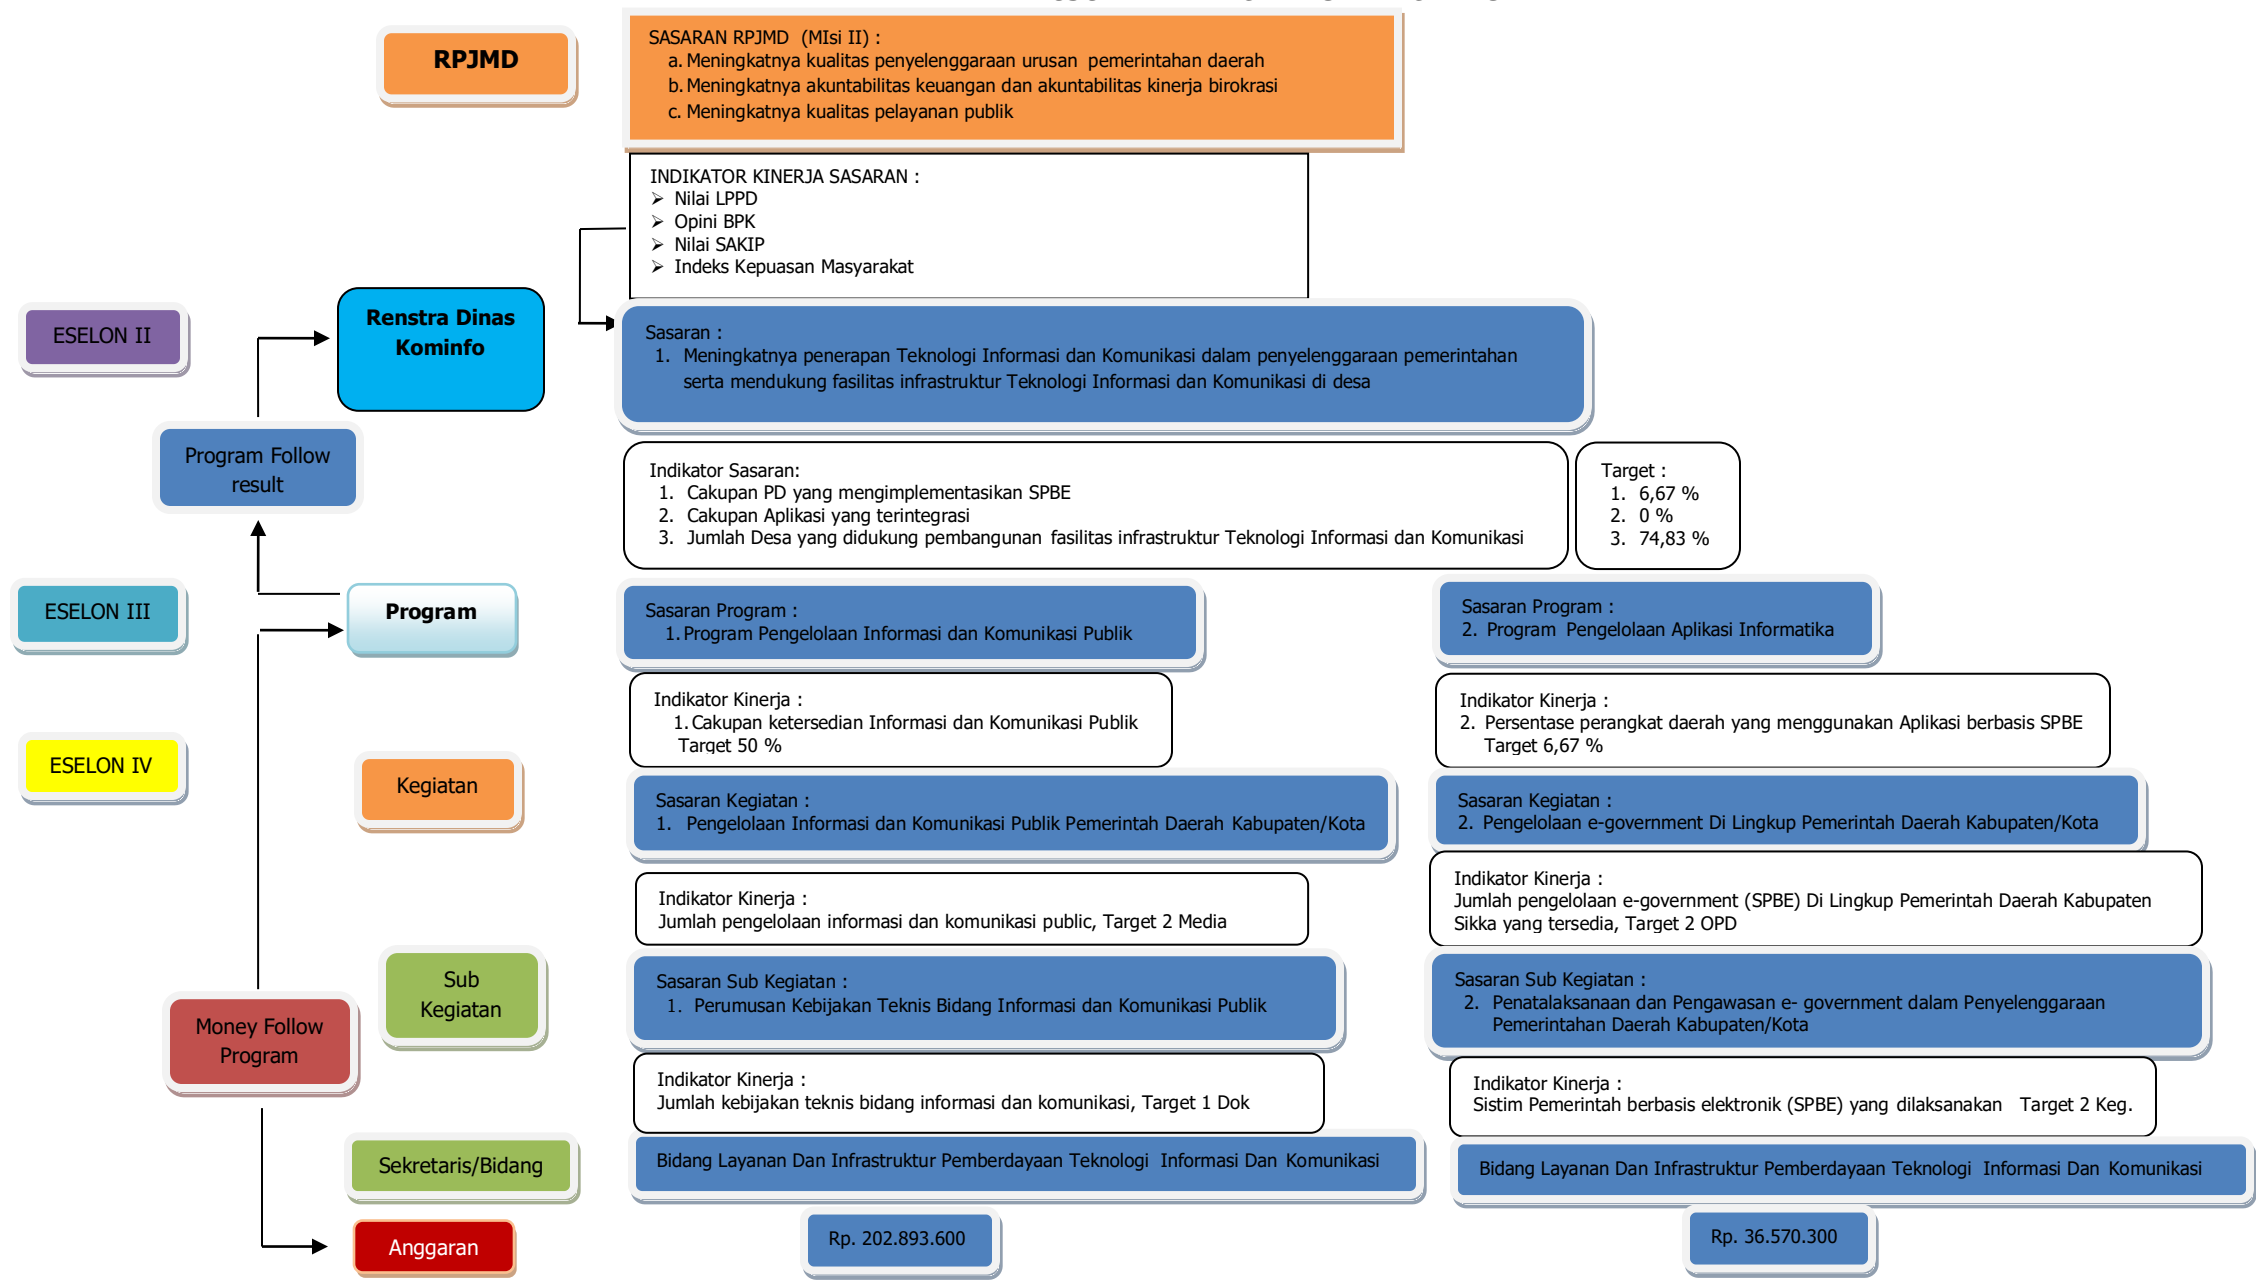 RPJMD
SASARAN RPJMD (MIsi II) :
a. Meningkatnya kualitas penyelenggaraan urusan pemerintahan daerah
b. Meningkatnya akuntabilitas keuangan dan akuntabilitas kinerja birokrasi
c. Meningkatnya kualitas pelayanan publik
INDIKATOR KINERJA SASARAN :
➢ Nilai LPPD
➢ Opini BPK
➢ Nilai SAKIP
➢ Indeks Kepuasan Masyarakat
ESELON II
Renstra Dinas
Kominfo
Sasaran :
1. Meningkatnya penerapan Teknologi Informasi dan Komunikasi dalam penyelenggaraan pemerintahan
serta mendukung fasilitas infrastruktur Teknologi Informasi dan Komunikasi di desa
Program Follow
result
Indikator Sasaran:
1. Cakupan PD yang mengimplementasikan SPBE
2. Cakupan Aplikasi yang terintegrasi
3. Jumlah Desa yang didukung pembangunan fasilitas infrastruktur Teknologi Informasi dan Komunikasi
Target :
1. 6,67 %
2. 0 %
3. 74,83 %
ESELON III
Program
Sasaran Program :
1. Program Pengelolaan Informasi dan Komunikasi Publik
Sasaran Program :
2. Program Pengelolaan Aplikasi Informatika
Indikator Kinerja :
1. Cakupan ketersedian Informasi dan Komunikasi Publik
Target 50 %
Indikator Kinerja :
2. Persentase perangkat daerah yang menggunakan Aplikasi berbasis SPBE
Target 6,67 %
ESELON IV
Kegiatan
Sasaran Kegiatan :
1. Pengelolaan Informasi dan Komunikasi Publik Pemerintah Daerah Kabupaten/Kota
Sasaran Kegiatan :
2. Pengelolaan e-government Di Lingkup Pemerintah Daerah Kabupaten/Kota
Indikator Kinerja :
Jumlah pengelolaan informasi dan komunikasi public, Target 2 Media
Indikator Kinerja :
Jumlah pengelolaan e-government (SPBE) Di Lingkup Pemerintah Daerah Kabupaten
Sikka yang tersedia, Target 2 OPD
Sub
Kegiatan
Sasaran Sub Kegiatan :
1. Perumusan Kebijakan Teknis Bidang Informasi dan Komunikasi Publik
Sasaran Sub Kegiatan :
2. Penatalaksanaan dan Pengawasan e- government dalam Penyelenggaraan
Pemerintahan Daerah Kabupaten/Kota
Money Follow
Program
Indikator Kinerja :
Jumlah kebijakan teknis bidang informasi dan komunikasi, Target 1 Dok
Indikator Kinerja :
Sistim Pemerintah berbasis elektronik (SPBE) yang dilaksanakan Target 2 Keg.
Sekretaris/Bidang
Bidang Layanan Dan Infrastruktur Pemberdayaan Teknologi Informasi Dan Komunikasi
Bidang Layanan Dan Infrastruktur Pemberdayaan Teknologi Informasi Dan Komunikasi
Anggaran
Rp. 202.893.600
Rp. 36.570.300